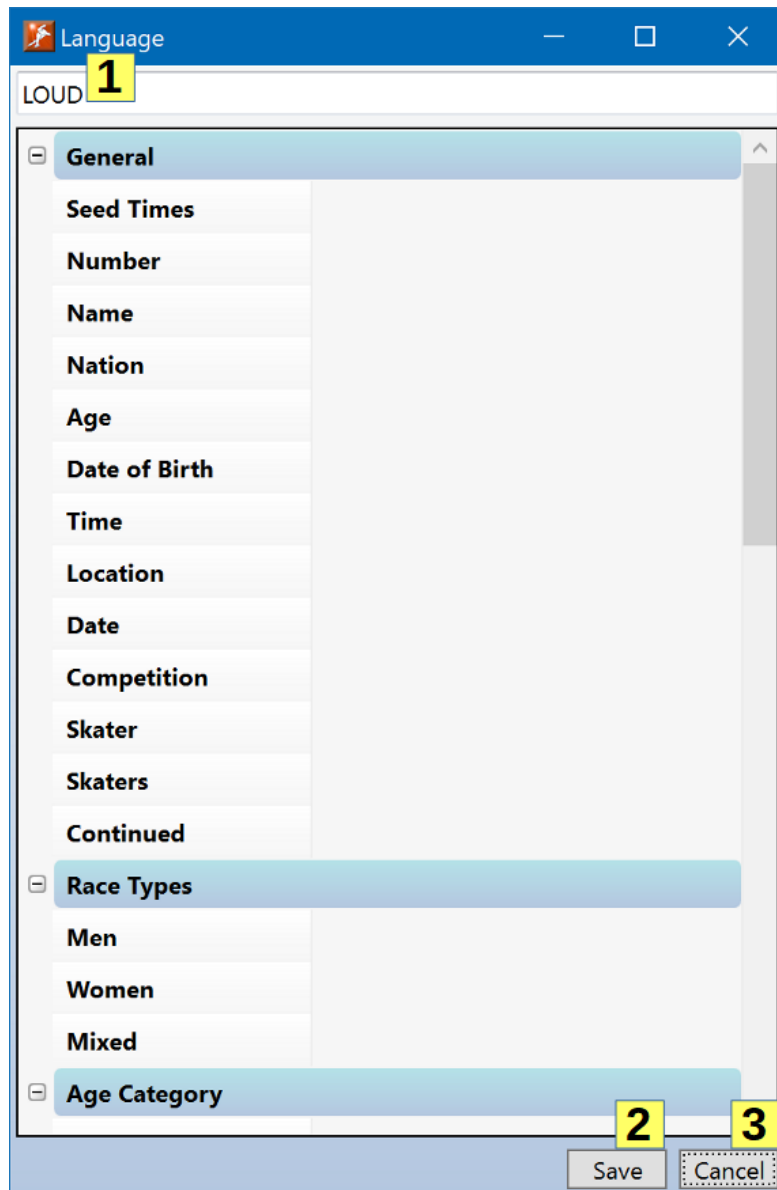 Language
LOUD 1
General
Seed Times
Number
Name
Nation
Age
Date of Birth
Time
Location
Date
Competition
Skater
Skaters
Continued
Race Types
Men
Women
Mixed
Age Category
2 3
Save Cancel